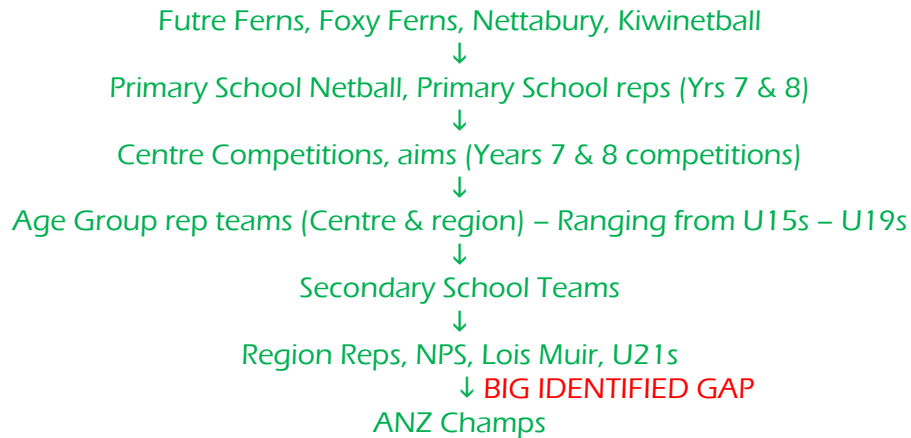 Futre Ferns, Foxy Ferns, Nettabury, Kiwinetball
↓
Primary School Netball, Primary School reps (Yrs 7 & 8)
↓
Centre Competitions, aims (Years 7 & 8 competitions)
↓
Age Group rep teams (Centre & region) – Ranging from U15s – U19s
↓
Secondary School Teams
↓
Region Reps, NPS, Lois Muir, U21s
↓ BIG IDENTIFIED GAP
ANZ Champs